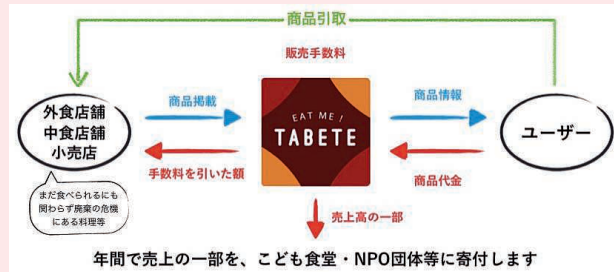 商品引取
販売手数料
外食店舗
中食店舗
小売店
商品掲載
EAT ME !
TABETE
商品情報
ユーザー
手数料を引いた額
商品代金
まだ食べられるにも
関わらず廃棄の危機
にある料理等
売上高の一部
年間で売上の一部を、こども食堂・NPO団体等に寄付します